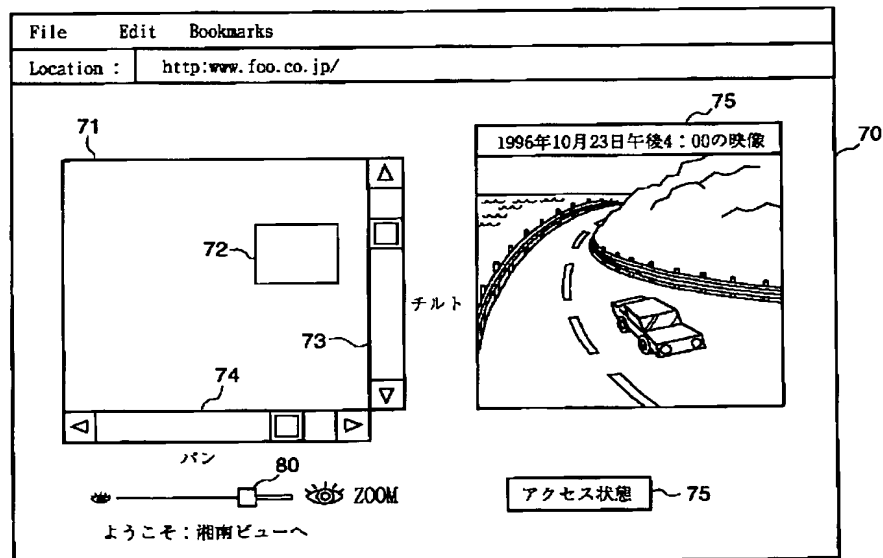 File Edit Bookmarks
Location : http:www.foo.co.jp/
75
70
71
1996年10月23日午後4：00の映像
72
チルト
73
74
パン
80
ZOOM
アクセス状態 75
ようこそ：湘南ビューへ